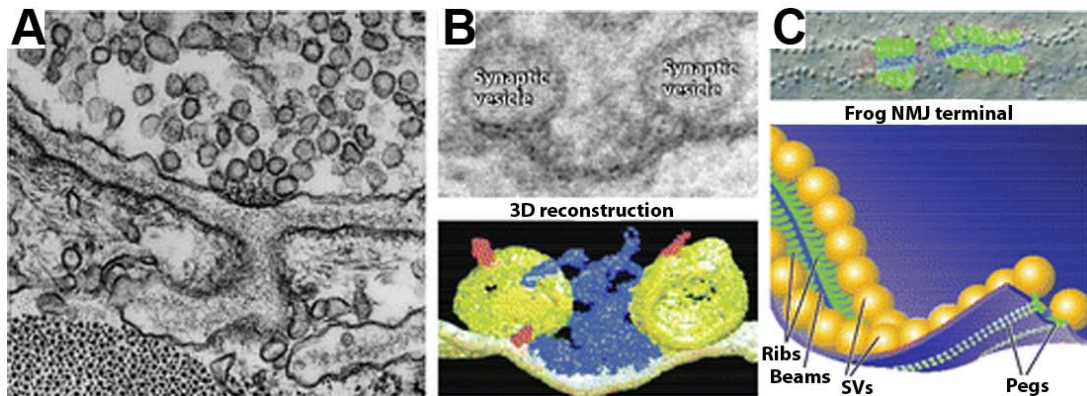 A
B
Synaptic
vesicle
Synaptic
vesicle
3D reconstruction
C
Frog NMJ terminal
Ribs
Beams
SVs
Pegs